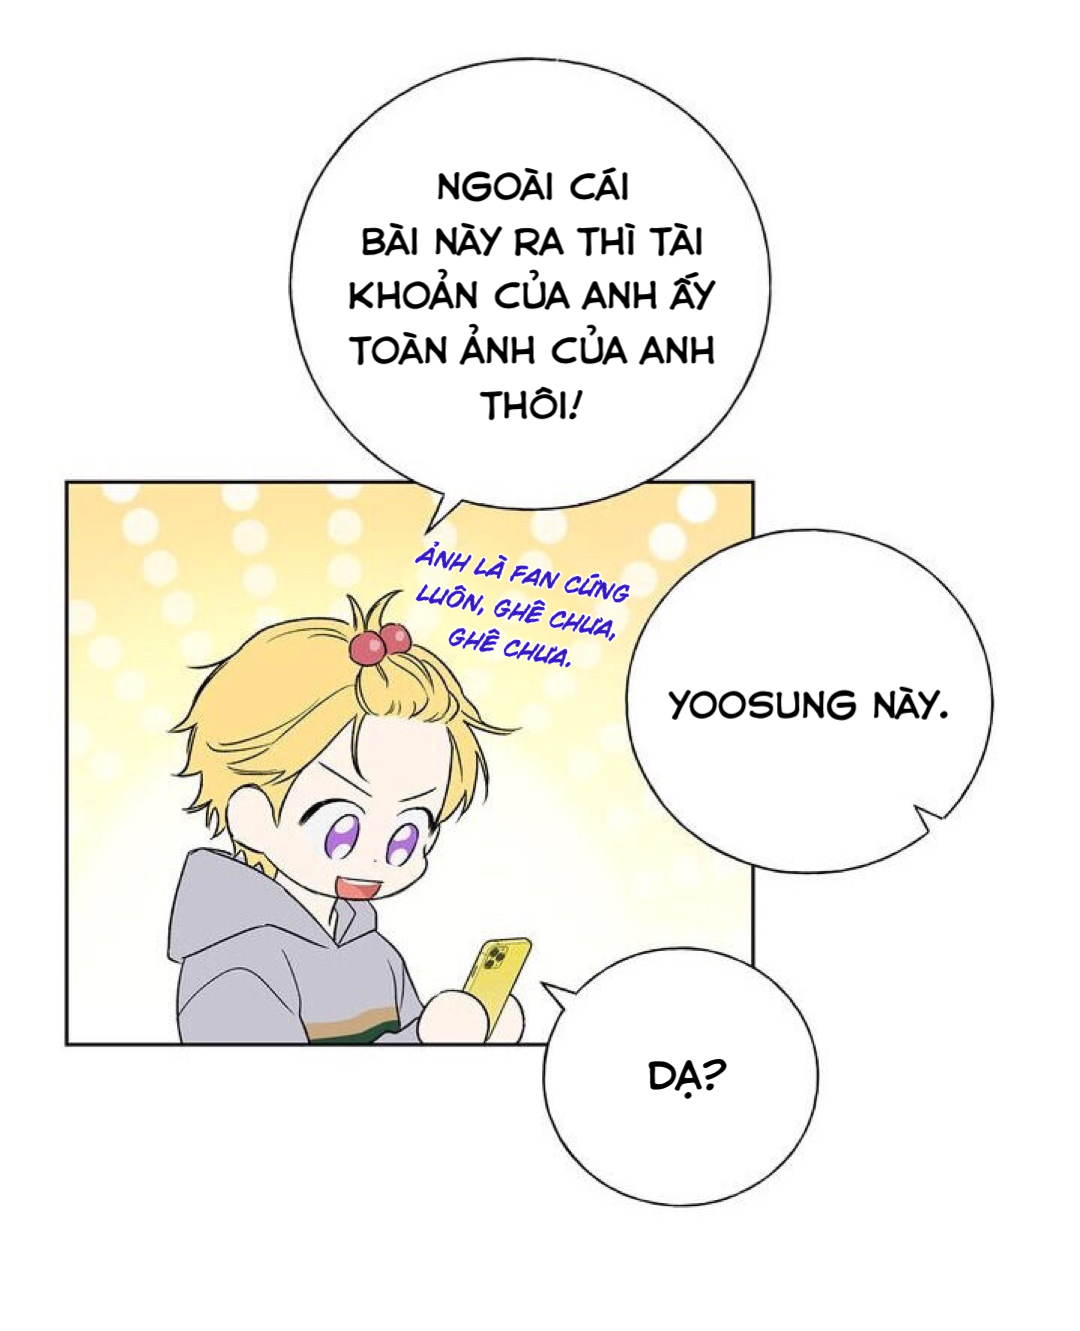 NGOÀI CÁI
BÀI NÀY RA THÌ TÀI
KHOẢN CỦA ANH ẤY
TOÀN ẢNH CỦA ANH
THÔI!
ẢNH LÀ FAN CỨNG
LUÔN, GHÊ CHƯA,
GHÊ CHƯA.
YOOSUNG NÀY.
DẠ?